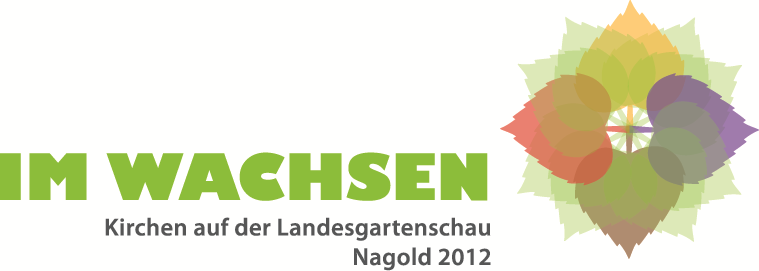 IM WACHSEN
Kirchen auf der Landesgartenschau
Nagold 2012